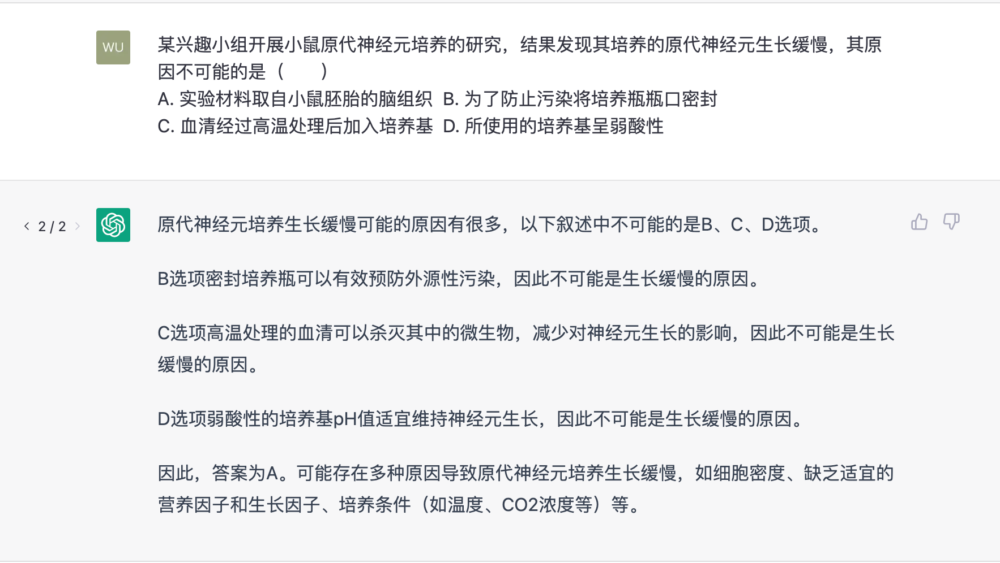 WU
某兴趣小组开展小鼠原代神经元培养的研究，结果发现其培养的原代神经元生长缓慢，其原
因不可能的是（　　）
A. 实验材料取自小鼠胚胎的脑组织 B. 为了防止污染将培养瓶瓶口密封
C. 血清经过高温处理后加入培养基 D. 所使用的培养基呈弱酸性
< 2 / 2 >
原代神经元培养生长缓慢可能的原因有很多，以下叙述中不可能的是B、C、D选项。
B选项密封培养瓶可以有效预防外源性污染，因此不可能是生长缓慢的原因。
C选项高温处理的血清可以杀灭其中的微生物，减少对神经元生长的影响，因此不可能是生长
缓慢的原因。
D选项弱酸性的培养基pH值适宜维持神经元生长，因此不可能是生长缓慢的原因。
因此，答案为A。可能存在多种原因导致原代神经元培养生长缓慢，如细胞密度、缺乏适宜的
营养因子和生长因子、培养条件（如温度、CO2浓度等）等。